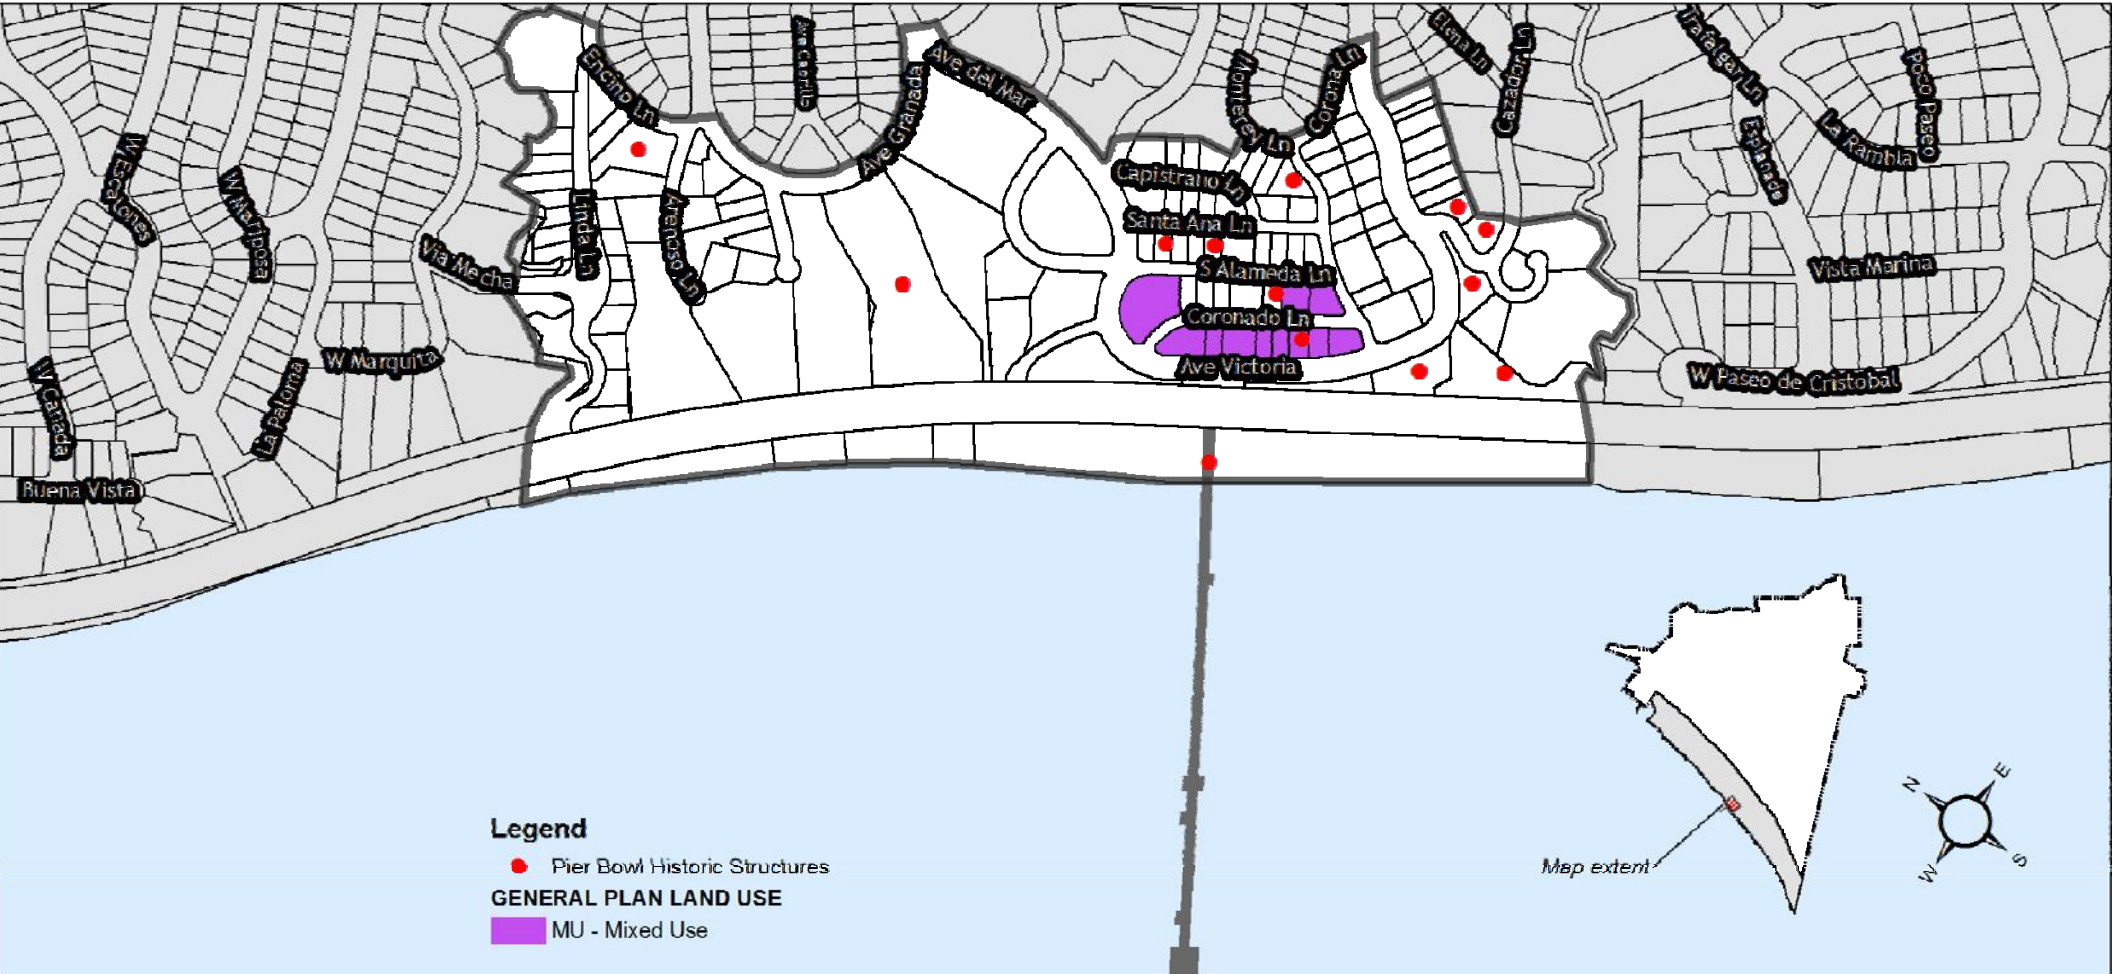 Encino Ln
Ave Cabrillo
Ave Granada
Ave del Mar
Monterey Ln
Corona Ln
Elena Ln
Cazador Ln
Trafalgar Ln
Poco Paseo
La Rambla
Esplanade
W Escalones
W Mariposa
Linda Ln
Arenoso Ln
Capistrano Ln
Santa Ana Ln
S Alameda Ln
Via Mecha
Vista Marina
Coronado Ln
Ave Victoria
W Marquita
La Paloma
W Canada
W Paseo de Cristobal
Buena Vista
Legend
Pier Bowl Historic Structures
GENERAL PLAN LAND USE
MU - Mixed Use
Map extent
N
E
W
S